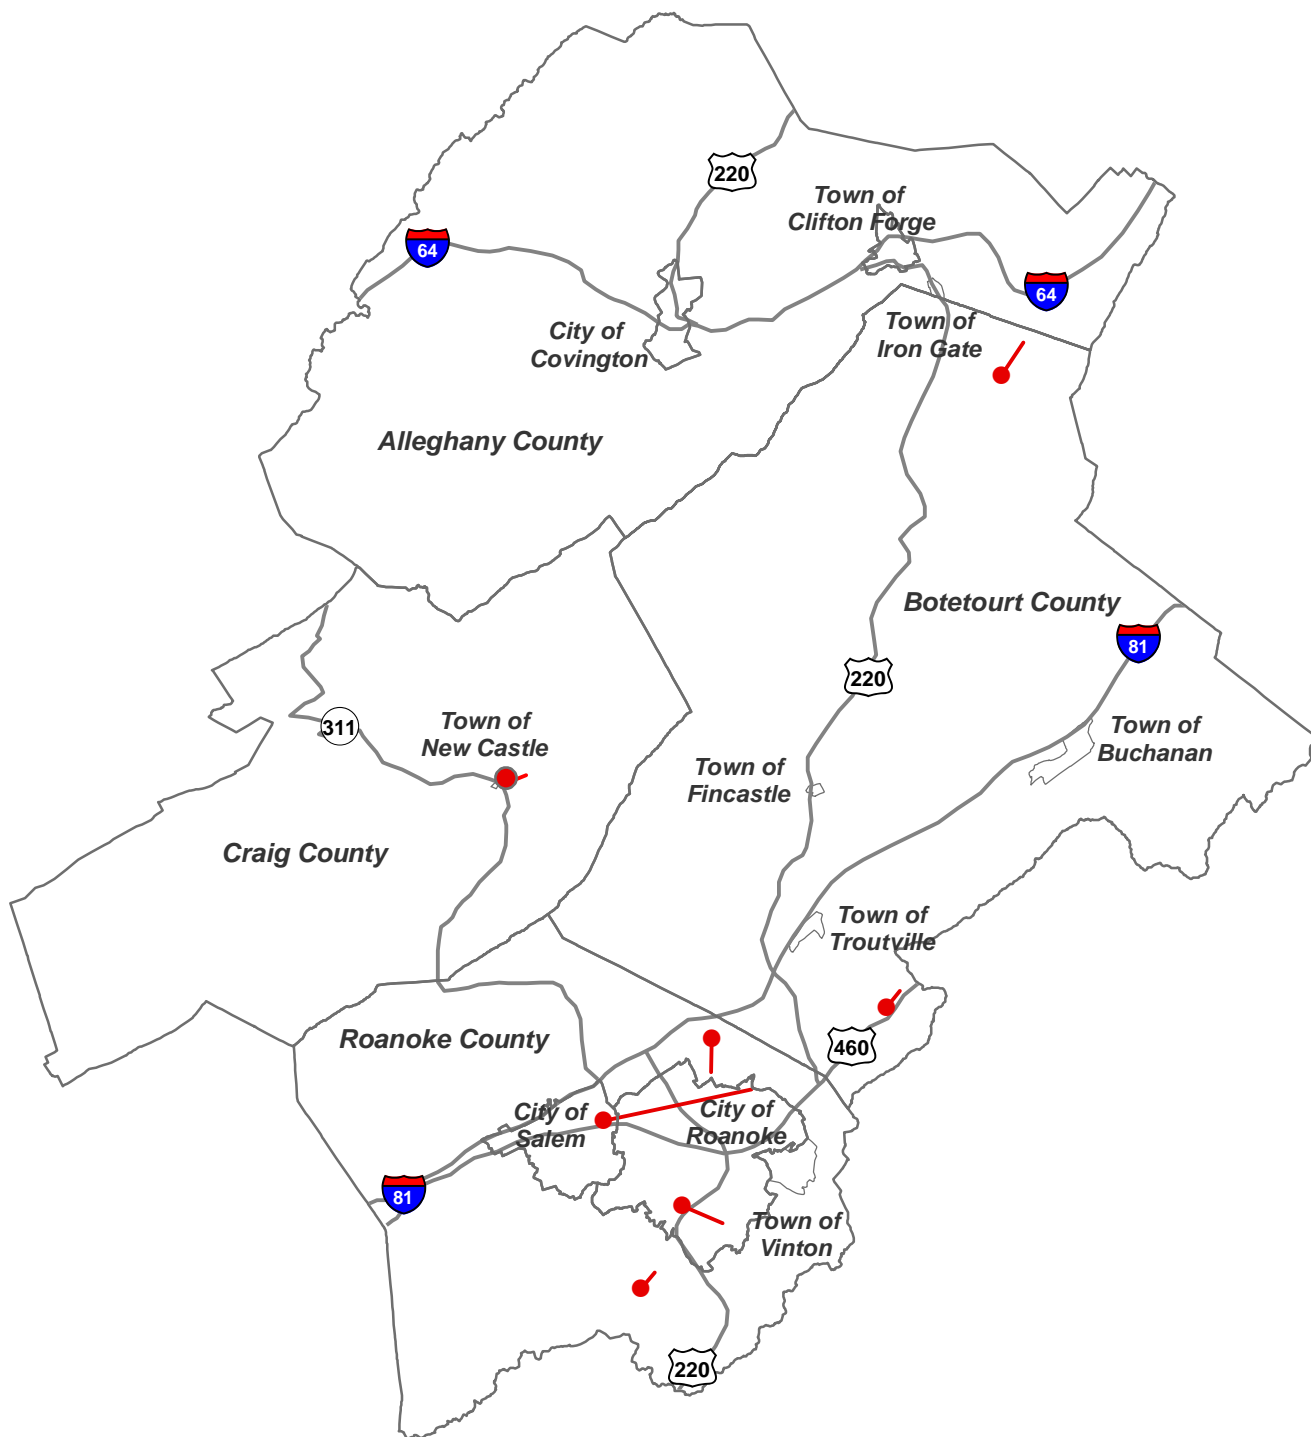 220
Town of
Clifton Forge
64
64
City of
Covington
Town of
Iron Gate
Alleghany County
Botetourt County
81
220
311
Town of
New Castle
Town of
Buchanan
Town of
Fincastle
Craig County
Town of
Troutville
Roanoke County
460
City of
Salem
City of
Roanoke
81
Town of
Vinton
220